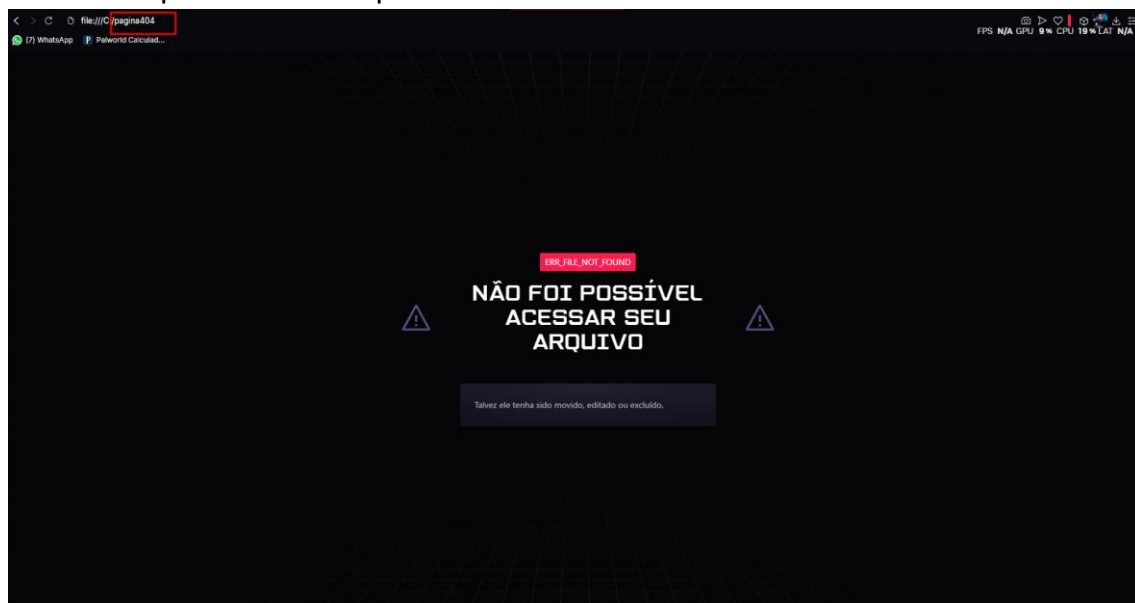 file:///C:/pagina404
FPS N/A GPU 9% CPU 19% LAT N/A
(7) WhatsApp P Palworld Calculad...
ERR_FILE_NOT_FOUND
NÃO FOI POSSÍVEL
ACESSAR SEU
ARQUIVO
Talvez ele tenha sido movido, editado ou excluído.